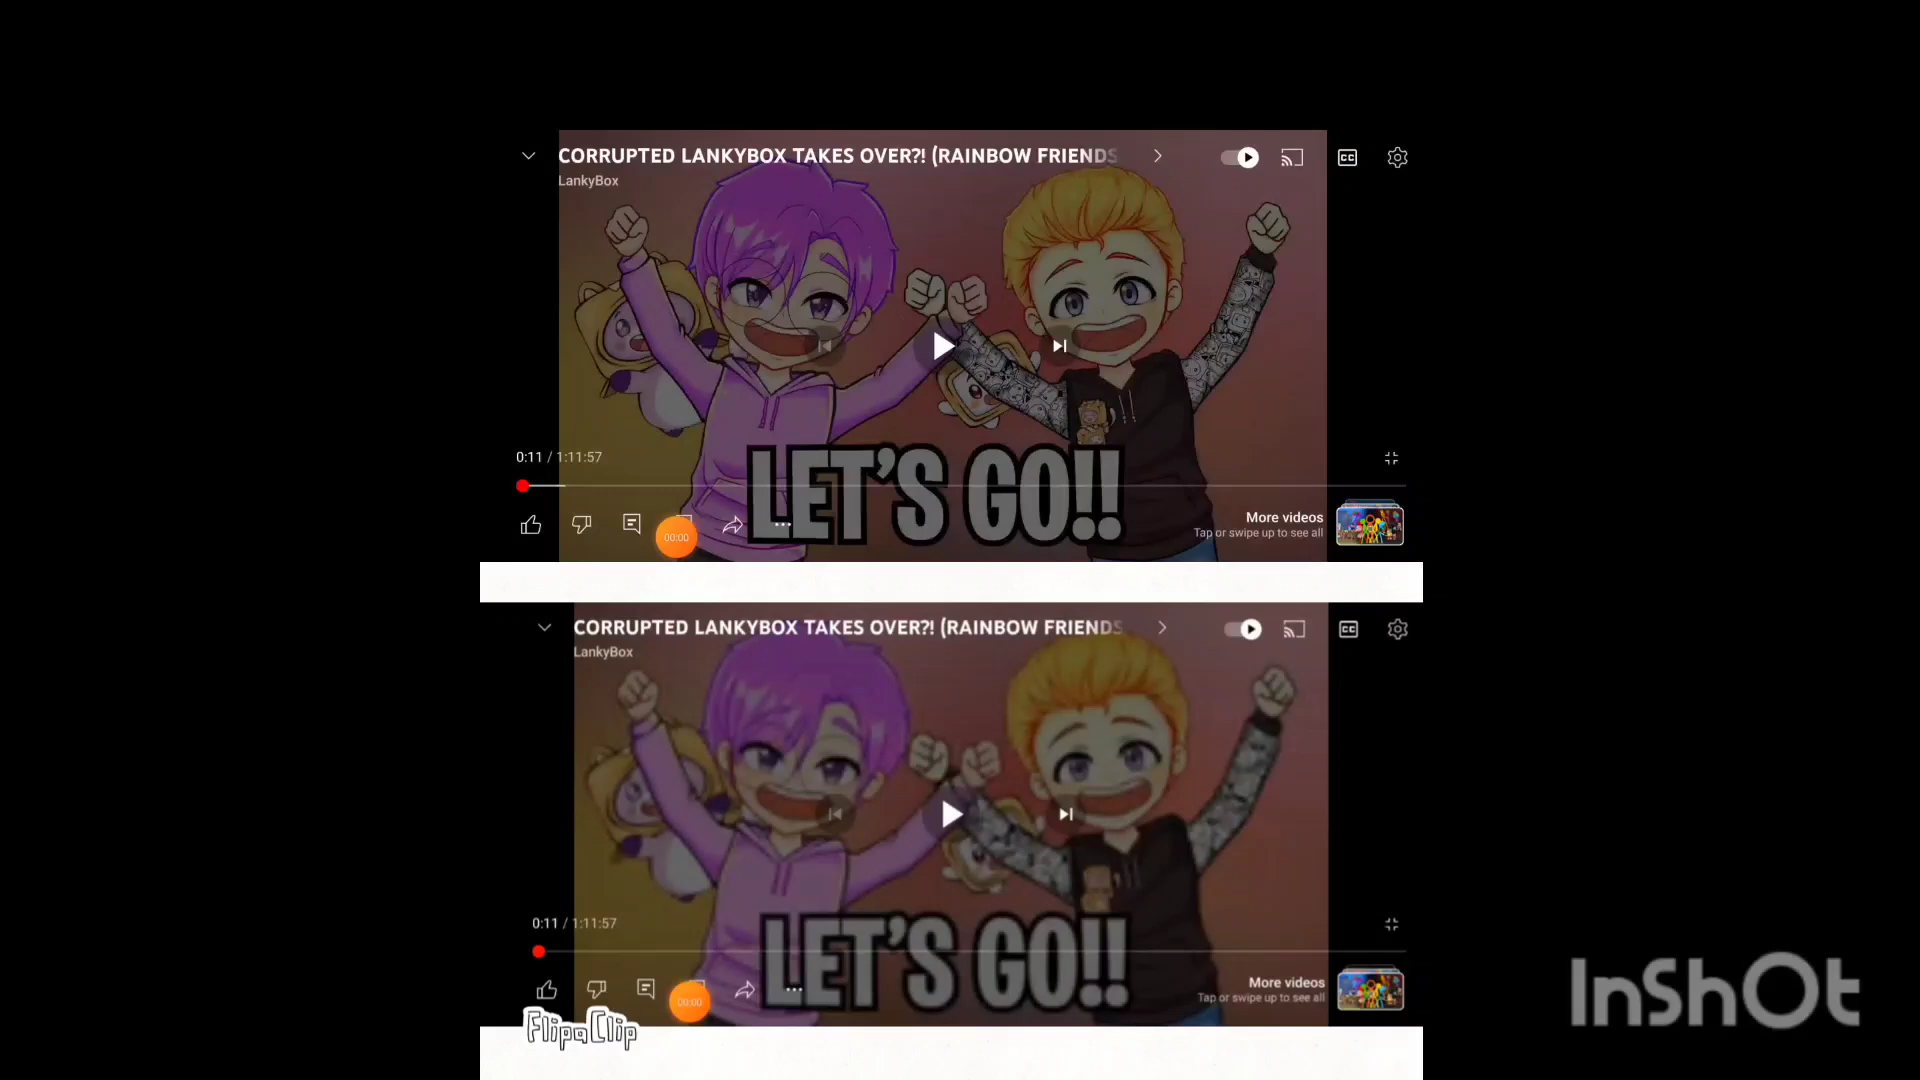 CORRUPTED LANKYBOX TAKES OVER?! (RAINBOW FRIENDS
LankyBox
CC
LET'S GO!!
0:11 / 1:11:57
More videos
Tap or swipe up to see all
00:00
CORRUPTED LANKYBOX TAKES OVER?! (RAINBOW FRIENDS
LankyBox
CC
LET'S GO!!
0:11 / 1:11:57
More videos
Tap or swipe up to see all
00:00
FlipaClip
InShOt